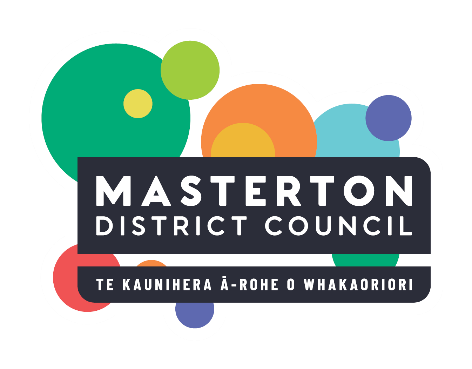 MASTERTON
DISTRICT COUNCIL
TE KAUNIHERA Ā-ROHE O WHAKAORIORI